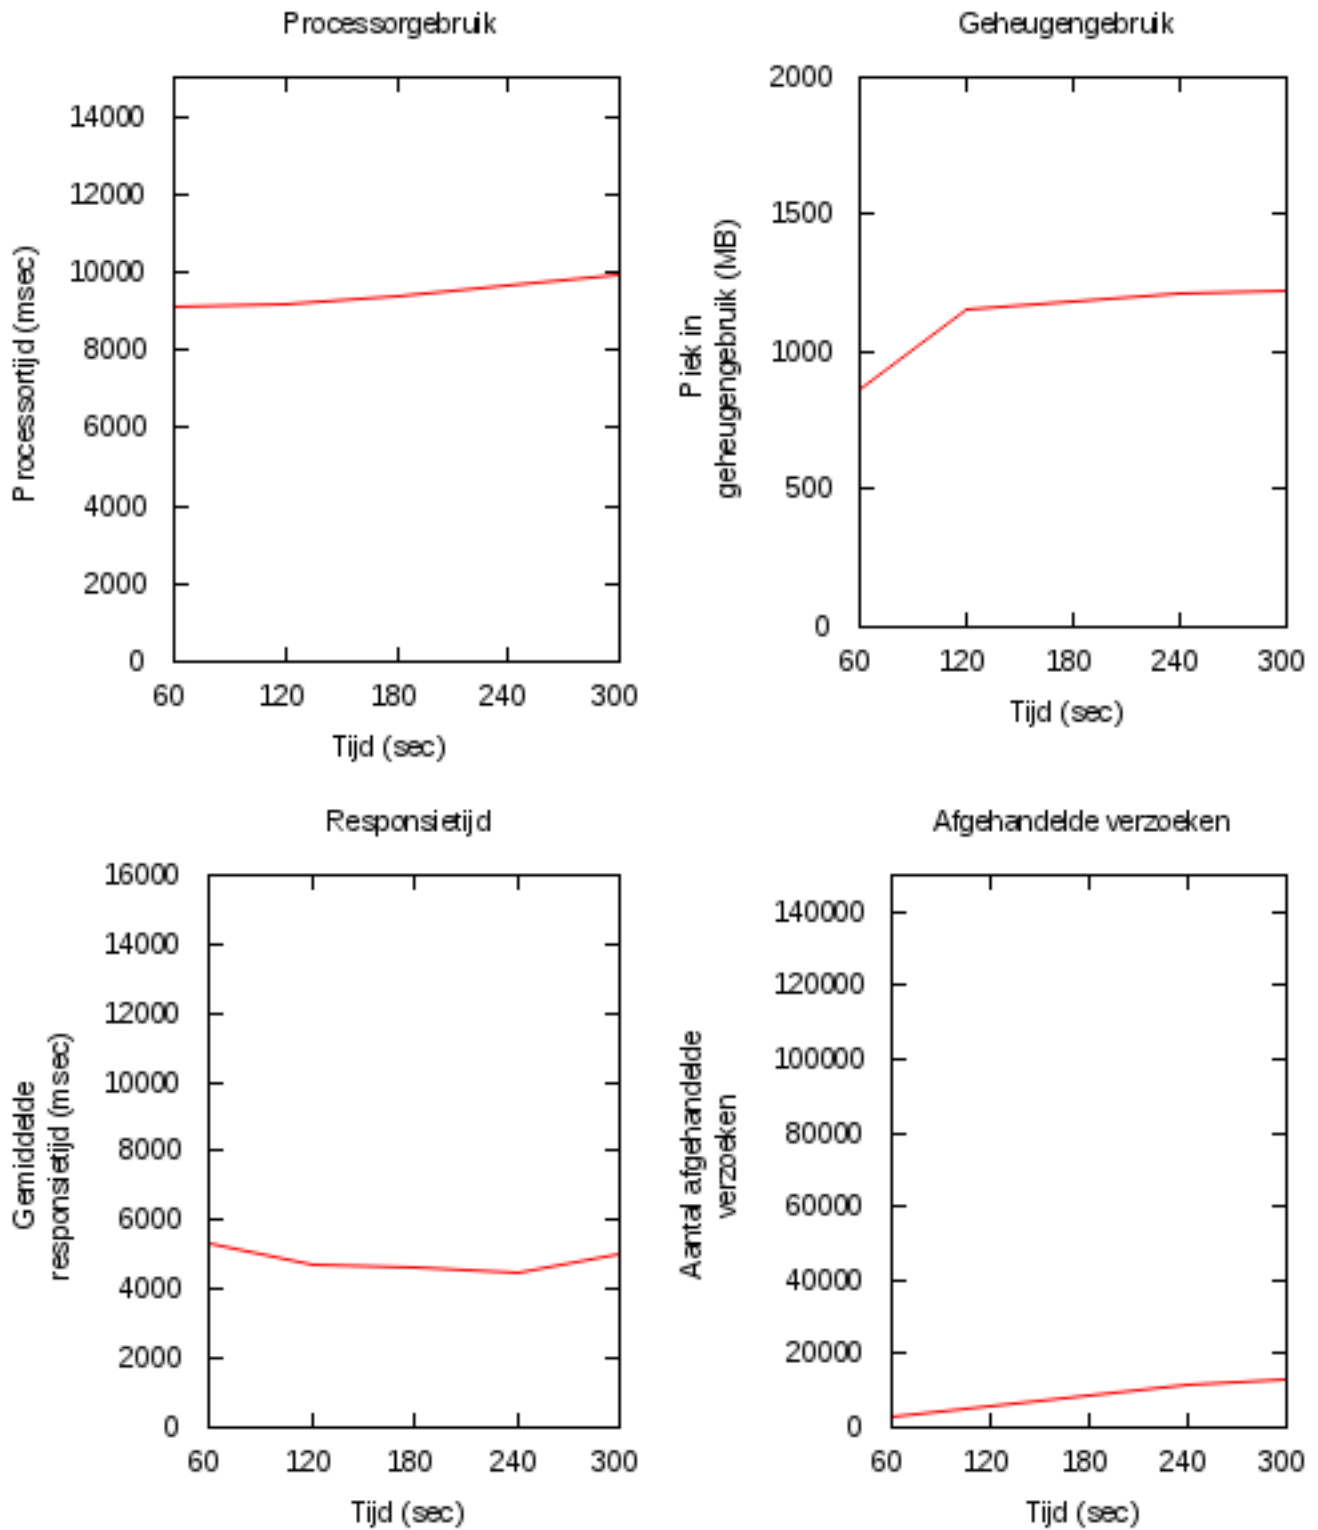 Processorgebruik
14000
12000
10000
8000
6000
4000
2000
0
60 120 180 240 300
Processortijd (msec)
Tijd (sec)
Geheugengebruik
2000
1500
1000
500
0
60 120 180 240 300
Piek in
geheugengebruik (MB)
Tijd (sec)
Responsietijd
16000
14000
12000
10000
8000
6000
4000
2000
0
60 120 180 240 300
Gemiddelde
responsietijd (msec)
Tijd (sec)
Afgehandelde verzoeken
140000
120000
100000
80000
60000
40000
20000
0
60 120 180 240 300
Aantal afgehandelde
verzoeken
Tijd (sec)